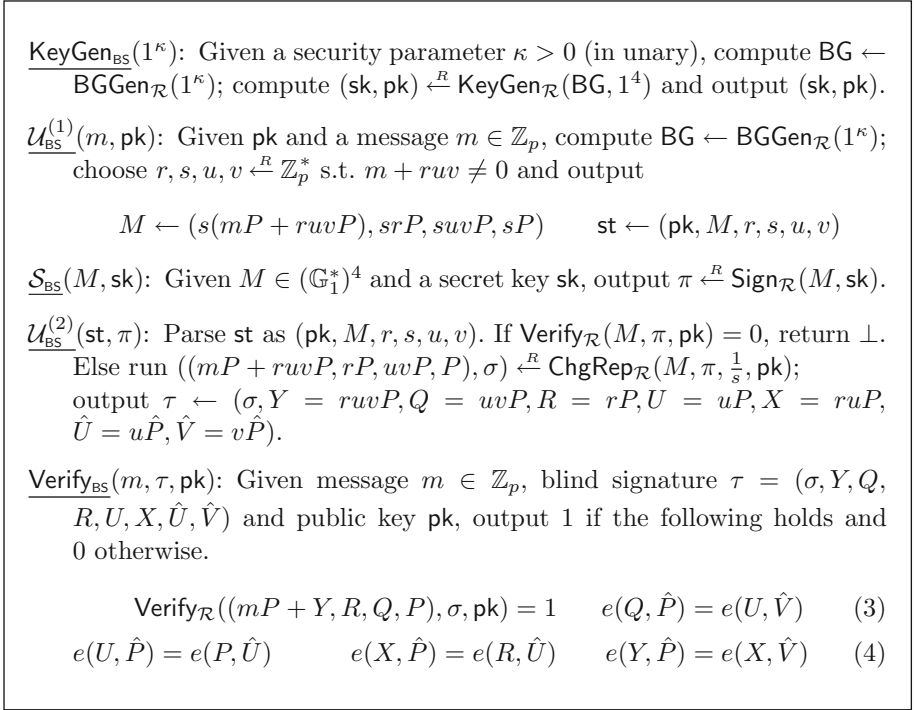 KeyGen_BS(1^κ): Given a security parameter κ > 0 (in unary), compute BG ←
BGGen_R(1^κ); compute (sk, pk) ←^R KeyGen_R(BG, 1^4) and output (sk, pk).
U_BS^(1)(m, pk): Given pk and a message m ∈ ℤ_p, compute BG ← BGGen_R(1^κ);
choose r, s, u, v ←^R ℤ_p^* s.t. m + ruv ≠ 0 and output
M ← (s(mP + ruvP), srP, suvP, sP) st ← (pk, M, r, s, u, v)
S_BS(M, sk): Given M ∈ (𝔾_1^*)^4 and a secret key sk, output π ←^R Sign_R(M, sk).
U_BS^(2)(st, π): Parse st as (pk, M, r, s, u, v). If Verify_R(M, π, pk) = 0, return ⊥.
Else run ((mP + ruvP, rP, uvP, P), σ) ←^R ChgRep_R(M, π, 1/s, pk);
output τ ← (σ, Y = ruvP, Q = uvP, R = rP, U = uP, X = ruP,
Û = uP̂, V̂ = vP̂).
Verify_BS(m, τ, pk): Given message m ∈ ℤ_p, blind signature τ = (σ, Y, Q,
R, U, X, Û, V̂) and public key pk, output 1 if the following holds and
0 otherwise.
Verify_R((mP + Y, R, Q, P), σ, pk) = 1 e(Q, P̂) = e(U, V̂) (3)
e(U, P̂) = e(P, Û) e(X, P̂) = e(R, Û) e(Y, P̂) = e(X, V̂) (4)